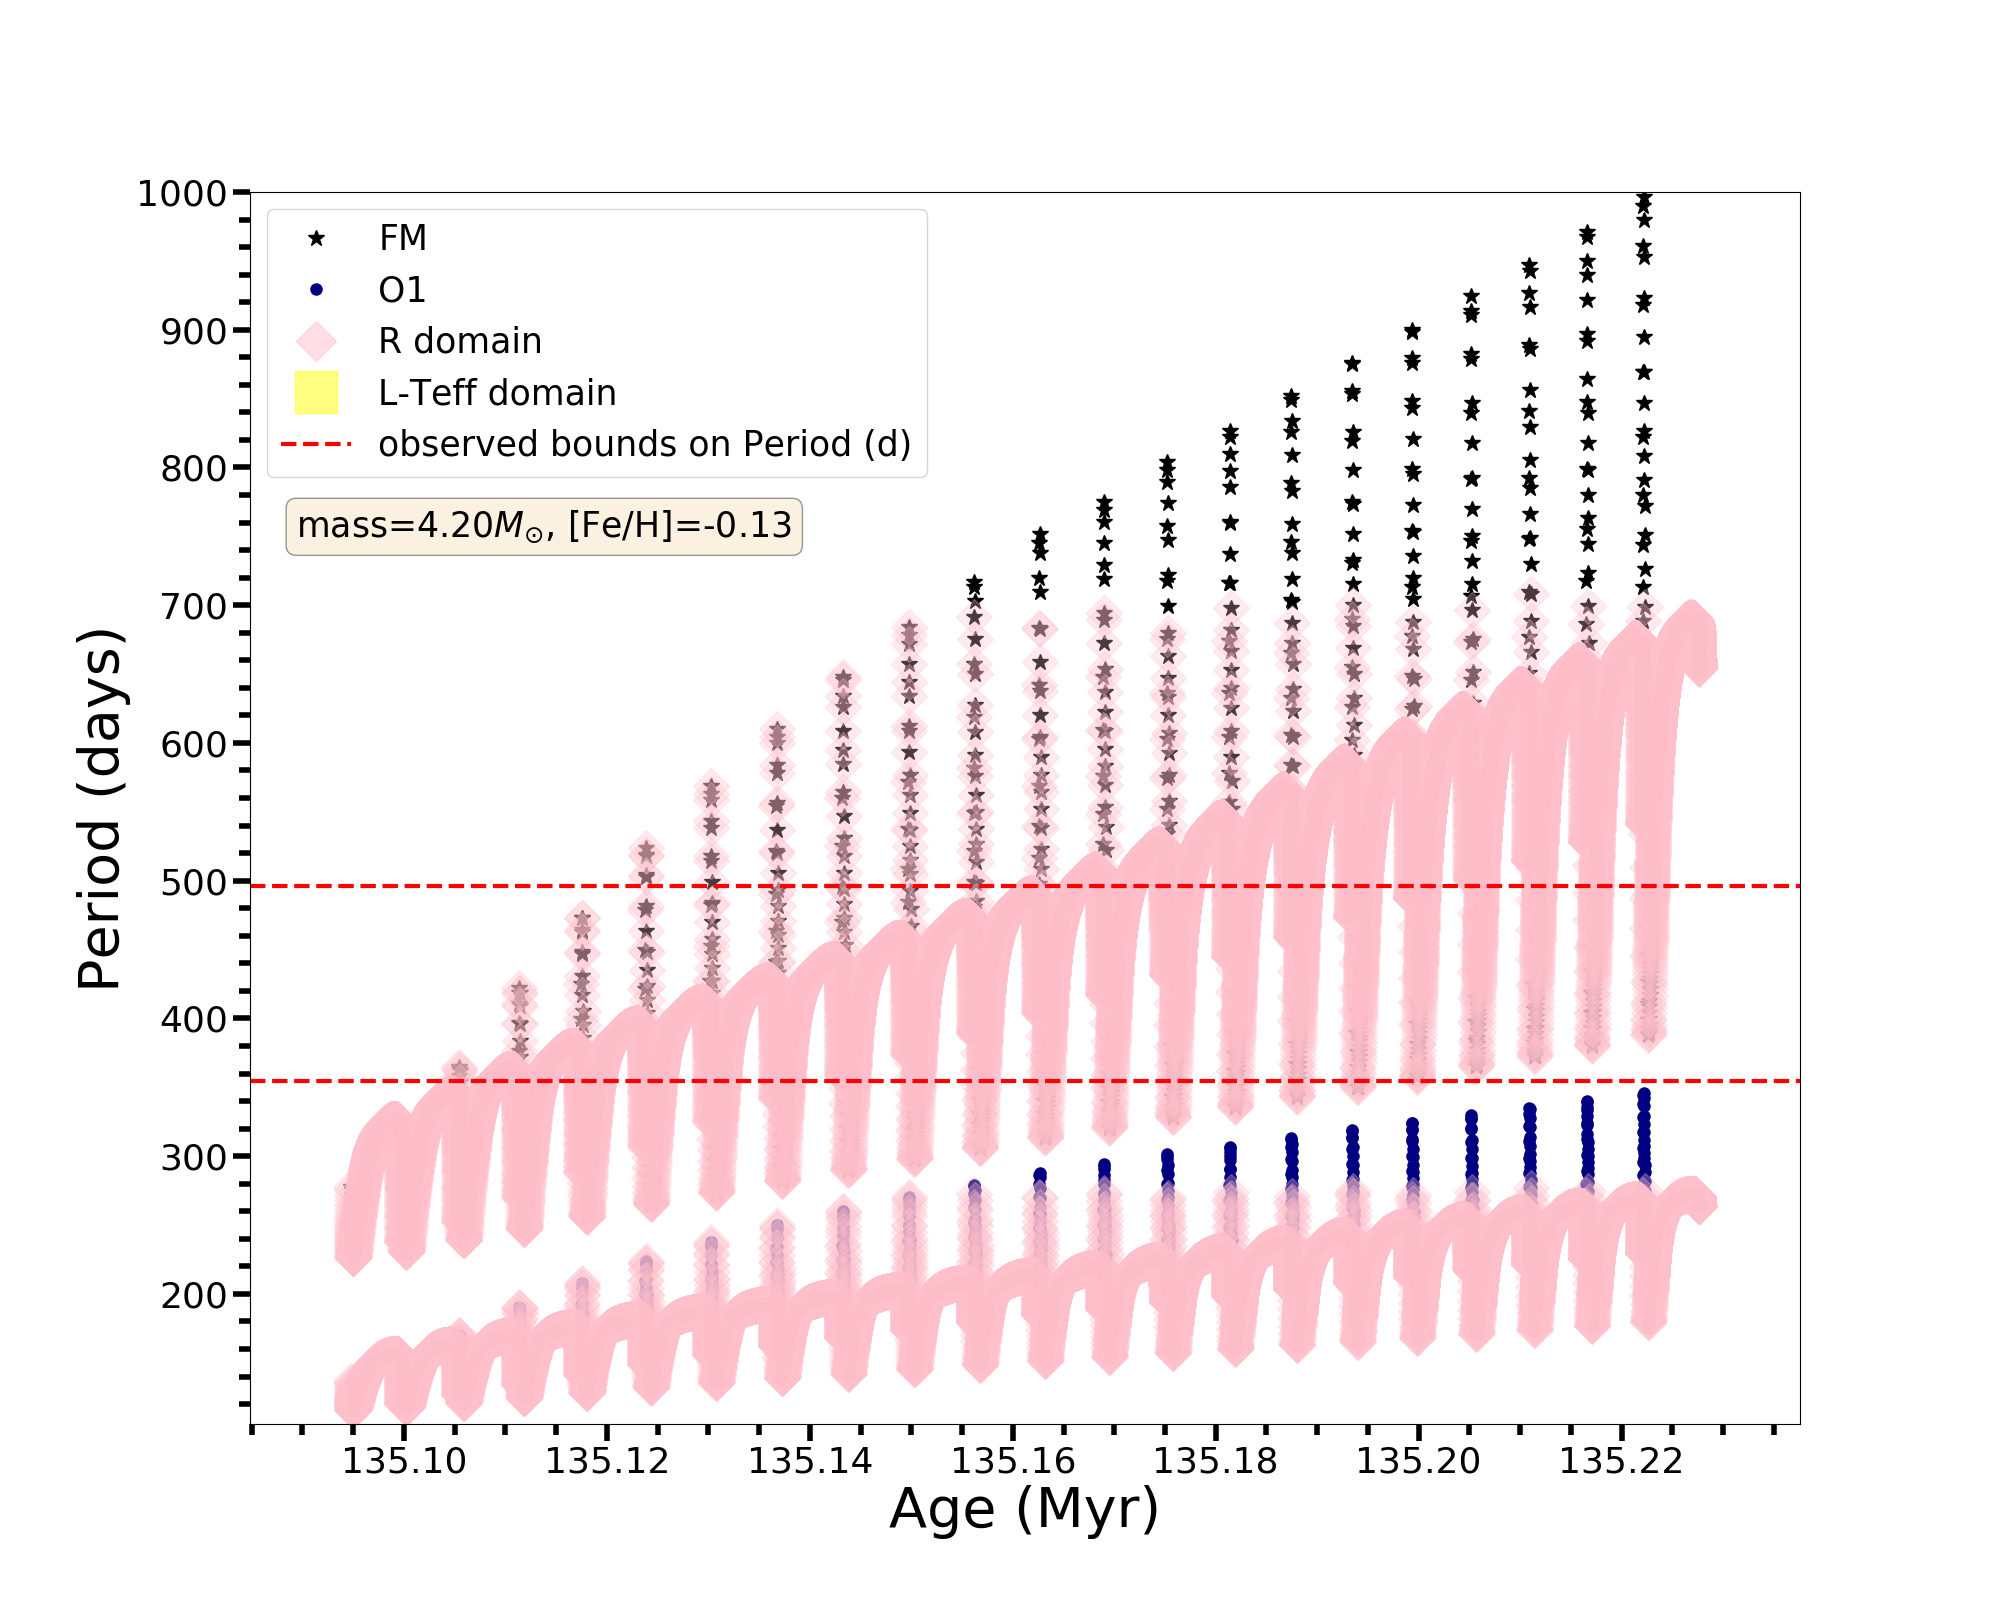 1000
900
800
700
600
500
400
300
200
Period (days)
FM
O1
R domain
L-Teff domain
observed bounds on Period (d)
mass=4.20M⊙, [Fe/H]=-0.13
135.10 135.12 135.14 135.16 135.18 135.20 135.22
Age (Myr)